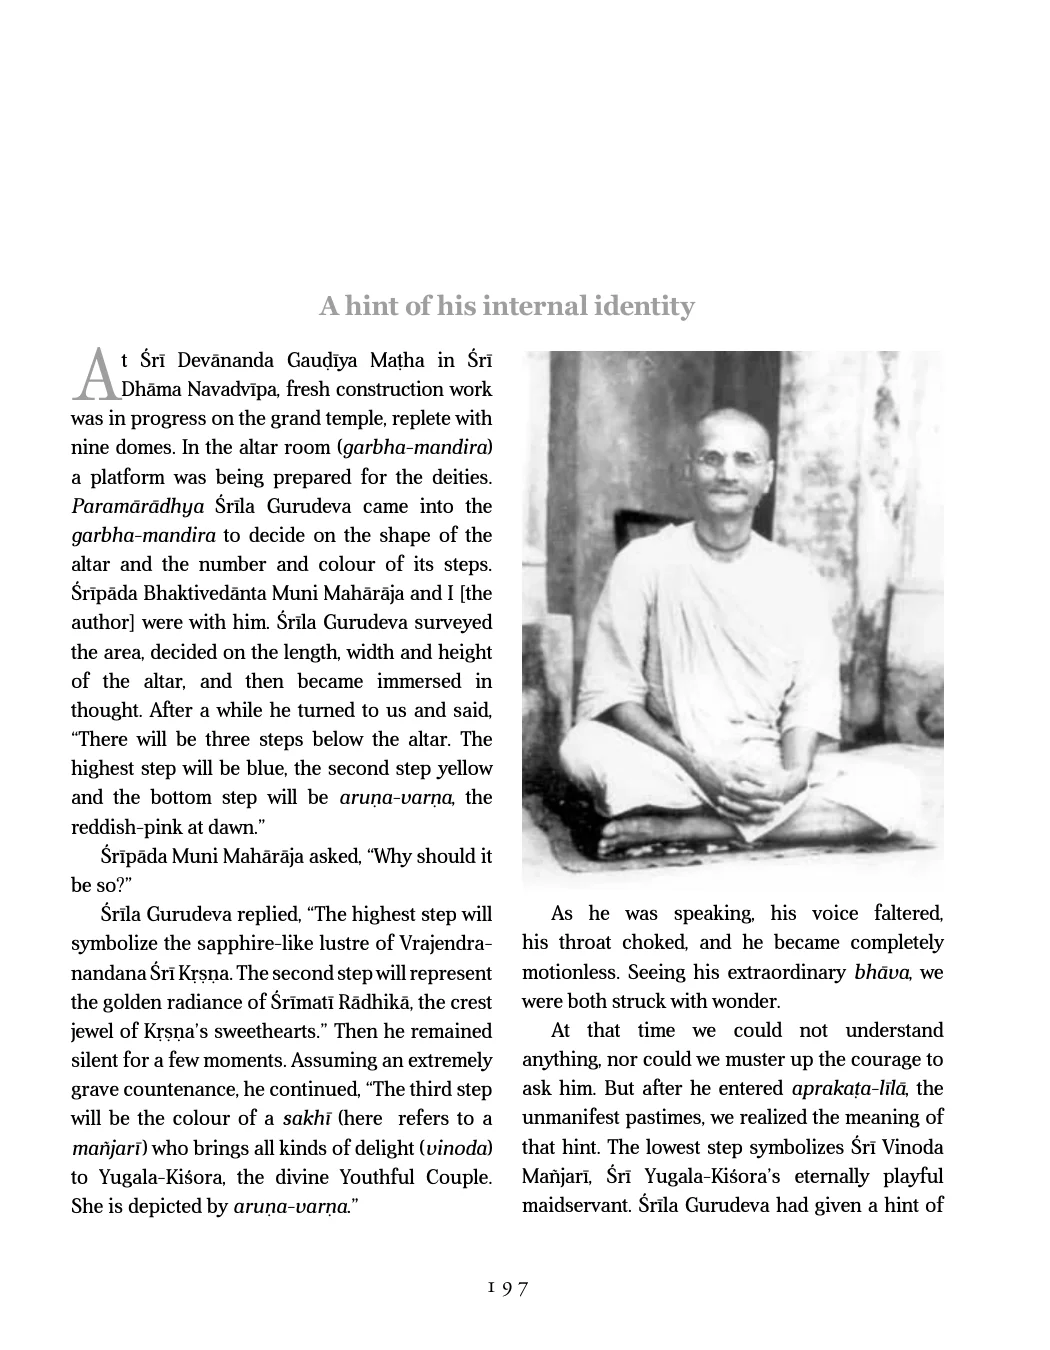 A hint of his internal identity
At Śrī Devānanda Gauḍīya Maṭha in Śrī
Dhāma Navadvīpa, fresh construction work
was in progress on the grand temple, replete with
nine domes. In the altar room (garbha-mandira)
a platform was being prepared for the deities.
Paramārādhya Śrīla Gurudeva came into the
garbha-mandira to decide on the shape of the
altar and the number and colour of its steps.
Śrīpāda Bhaktivedānta Muni Mahārāja and I [the
author] were with him. Śrīla Gurudeva surveyed
the area, decided on the length, width and height
of the altar, and then became immersed in
thought. After a while he turned to us and said,
“There will be three steps below the altar. The
highest step will be blue, the second step yellow
and the bottom step will be aruṇa-varṇa, the
reddish-pink at dawn.”
Śrīpāda Muni Mahārāja asked, “Why should it
be so?”
Śrīla Gurudeva replied, “The highest step will
symbolize the sapphire-like lustre of Vrajendra-
nandana Śrī Kṛṣṇa. The second step will represent
the golden radiance of Śrīmatī Rādhikā, the crest
jewel of Kṛṣṇa’s sweethearts.” Then he remained
silent for a few moments. Assuming an extremely
grave countenance, he continued, “The third step
will be the colour of a sakhī (here refers to a
mañjarī) who brings all kinds of delight (vinoda)
to Yugala-Kiśora, the divine Youthful Couple.
She is depicted by aruṇa-varṇa.”
As he was speaking, his voice faltered,
his throat choked, and he became completely
motionless. Seeing his extraordinary bhāva, we
were both struck with wonder.
At that time we could not understand
anything, nor could we muster up the courage to
ask him. But after he entered aprakaṭa-līlā, the
unmanifest pastimes, we realized the meaning of
that hint. The lowest step symbolizes Śrī Vinoda
Mañjarī, Śrī Yugala-Kiśora’s eternally playful
maidservant. Śrīla Gurudeva had given a hint of
197